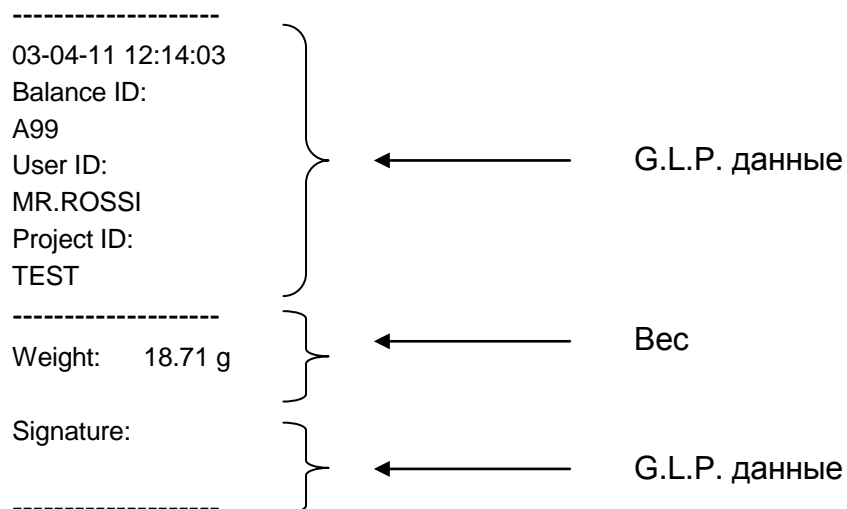 --------------------
03-04-11 12:14:03
Balance ID:
A99
User ID:
MR.ROSSI
Project ID:
TEST
G.L.P. данные
--------------------
Weight: 18.71 g
Вес
Signature:
G.L.P. данные
--------------------